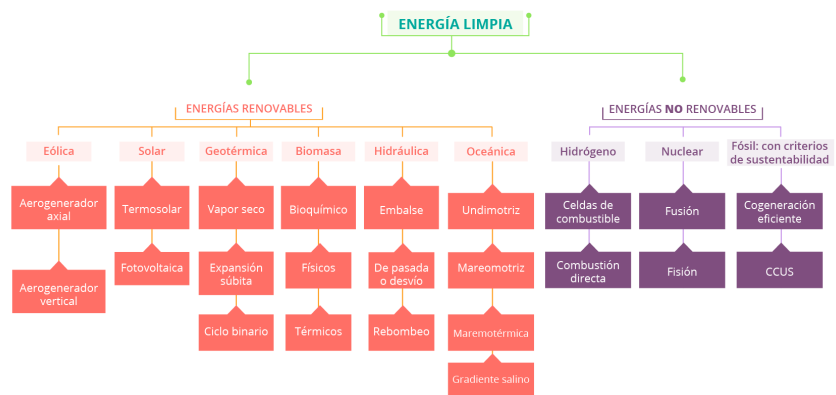 ENERGÍA LIMPIA
ENERGÍAS RENOVABLES
ENERGÍAS NO RENOVABLES
Eólica
Solar
Geotérmica
Biomasa
Hidráulica
Oceánica
Hidrógeno
Nuclear
Fósil: con criterios
de sustentabilidad
Aerogenerador
axial
Termosolar
Vapor seco
Bioquímico
Embalse
Undimotriz
Celdas de
combustible
Fusión
Cogeneración
eficiente
Aerogenerador
vertical
Fotovoltaica
Expansión
súbita
Físicos
De pasada
o desvío
Mareomotriz
Combustión
directa
Fisión
CCUS
Ciclo binario
Térmicos
Rebombeo
Maremotérmica
Gradiente salino